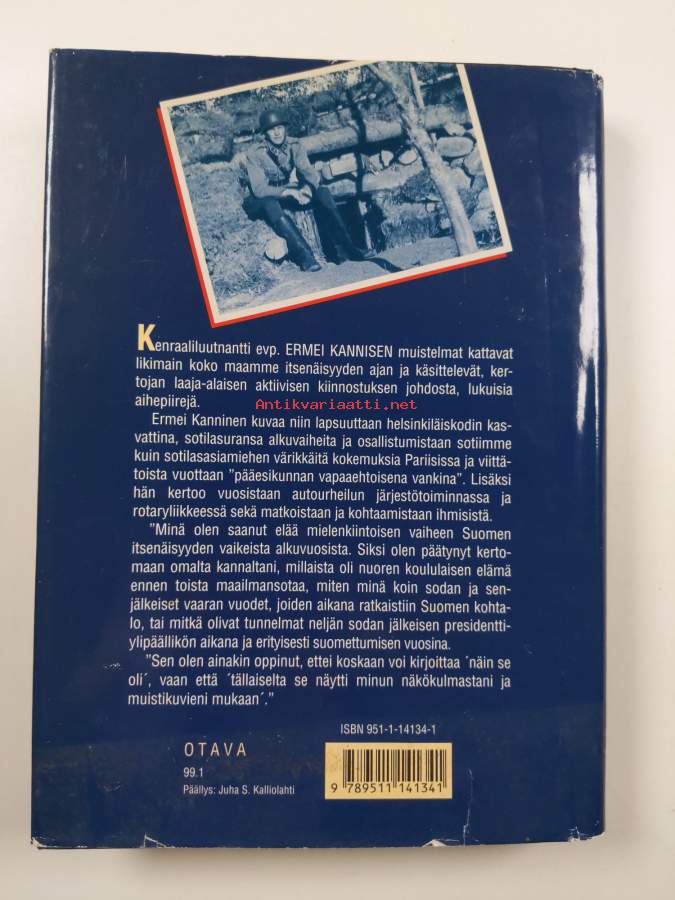 Kenraaliluutnantti evp. ERMEI KANNISEN muistelmat kattavat
likimain koko maamme itsenäisyyden ajan ja käsittelevät, ker-
tojan laaja-alaisen aktiivisen kiinnostuksen johdosta, lukuisia
aihepiirejä.
Antikvariaatti.net
Ermei Kanninen kuvaa niin lapsuuttaan helsinkiläiskodin kas-
vattina, sotilasuransa alkuvaiheita ja osallistumistaan sotiimme
kuin sotilasasiamiehen värikkäitä kokemuksia Pariisissa ja viittä-
toista vuottaan "pääesikunnan vapaaehtoisena vankina". Lisäksi
hän kertoo vuosistaan autourheilun järjestötoiminnassa ja
rotaryliikkeessä sekä matkoistaan ja kohtaamistaan ihmisistä.
"Minä olen saanut elää mielenkiintoisen vaiheen Suomen
itsenäisyyden vaikeista alkuvuosista. Siksi olen päätynyt kerto-
maan omalta kannaltani, millaista oli nuoren koululaisen elämä
ennen toista maailmansotaa, miten minä koin sodan ja sen-
jälkeiset vaaran vuodet, joiden aikana ratkaistiin Suomen kohta-
lo, tai mitkä olivat tunnelmat neljän sodan jälkeisen presidentti-
ylipäällikön aikana ja erityisesti suomettumisen vuosina.
"Sen olen ainakin oppinut, ettei koskaan voi kirjoittaa ´näin se
oli´, vaan että ´tällaiselta se näytti minun näkökulmastani ja
muistikuvieni mukaan´."
ISBN 951-1-14134-1
OTAVA
99.1
Päällys: Juha S. Kalliolahti
9 789511 141341